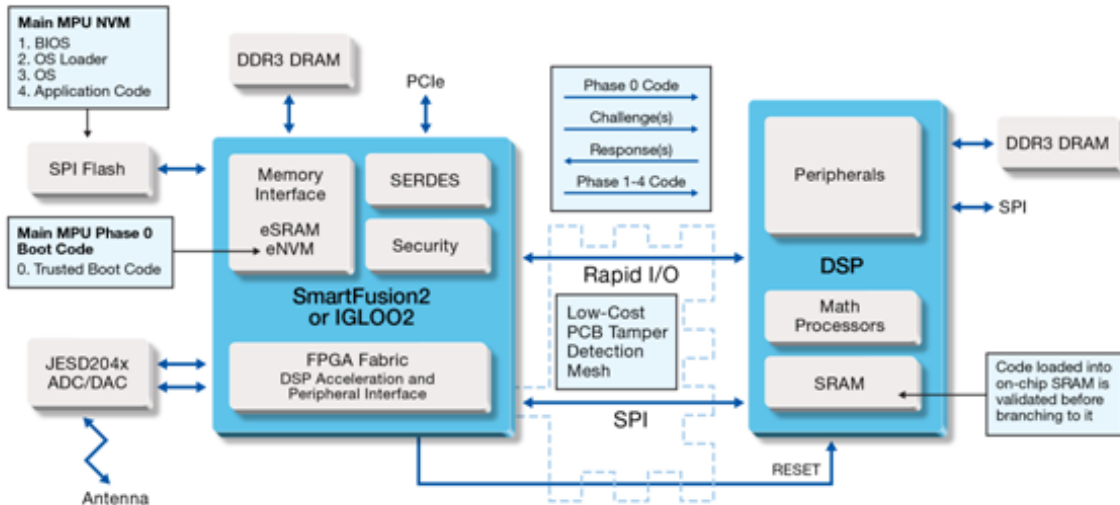 Main MPU NVM
1. BIOS
2. OS Loader
3. OS
4. Application Code
DDR3 DRAM
PCIe
SPI Flash
Memory
Interface
eSRAM
eNVM
SERDES
Security
Main MPU Phase 0
Boot Code
0. Trusted Boot Code
SmartFusion2
or IGLOO2
FPGA Fabric
DSP Acceleration and
Peripheral Interface
JESD204x
ADC/DAC
Antenna
Phase 0 Code
Challenge(s)
Response(s)
Phase 1-4 Code
Rapid I/O
Low-Cost
PCB Tamper
Detection
Mesh
SPI
RESET
Peripherals
DSP
Math
Processors
SRAM
DDR3 DRAM
SPI
Code loaded into
on-chip SRAM is
validated before
branching to it